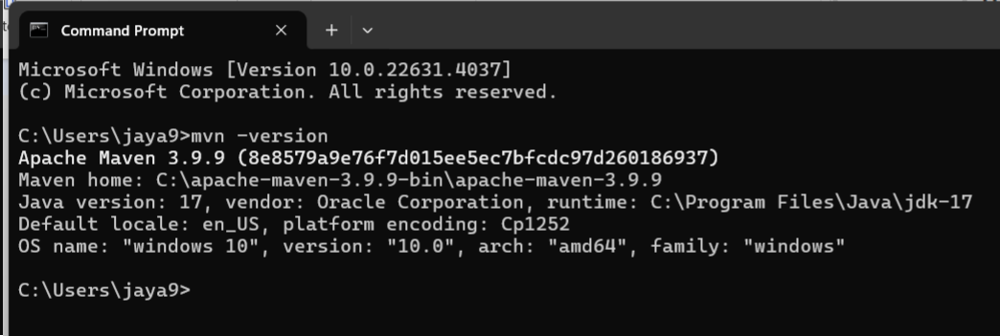 Command Prompt
Microsoft Windows [Version 10.0.22631.4037]
(c) Microsoft Corporation. All rights reserved.
C:\Users\jaya9>mvn -version
Apache Maven 3.9.9 (8e8579a9e76f7d015ee5ec7bfcdc97d260186937)
Maven home: C:\apache-maven-3.9.9-bin\apache-maven-3.9.9
Java version: 17, vendor: Oracle Corporation, runtime: C:\Program Files\Java\jdk-17
Default locale: en_US, platform encoding: Cp1252
OS name: "windows 10", version: "10.0", arch: "amd64", family: "windows"
C:\Users\jaya9>